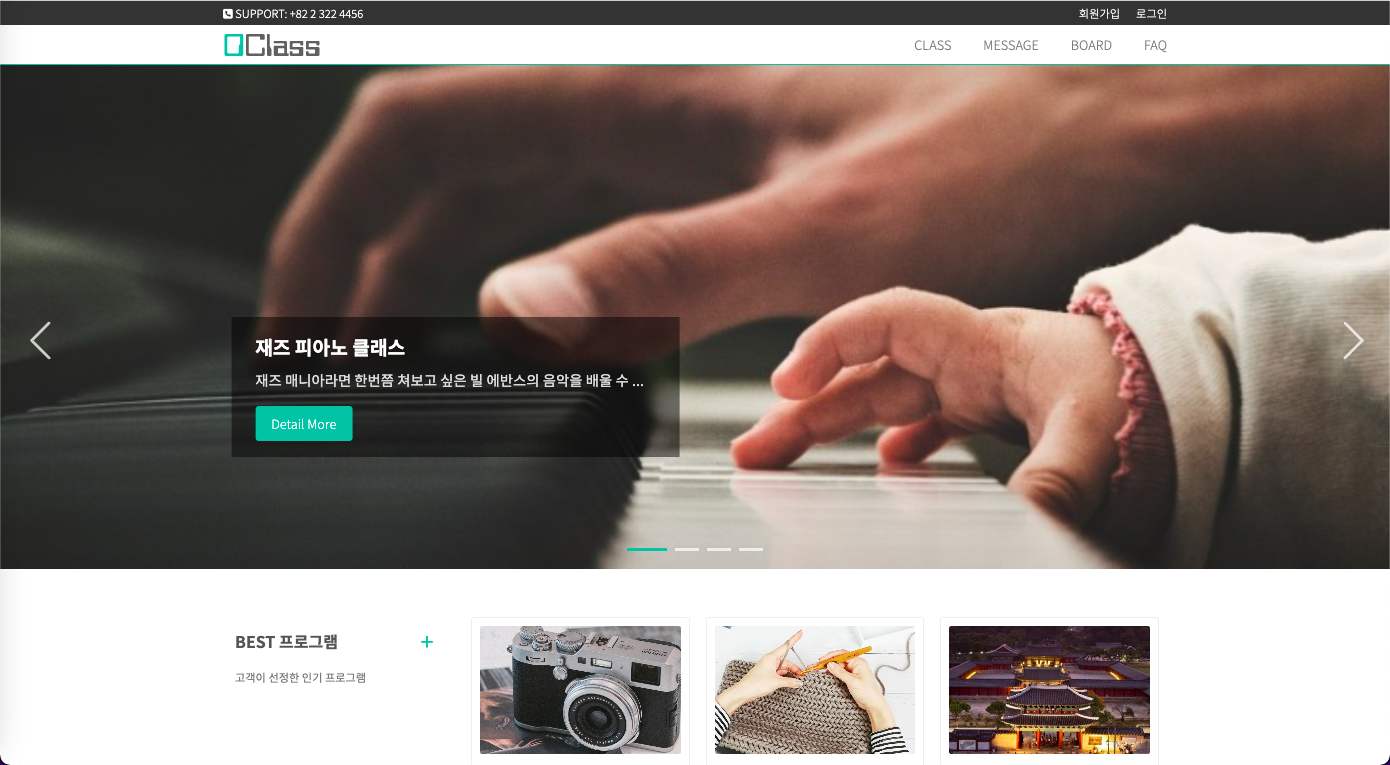 SUPPORT: +82 2 322 4456
회원가입 로그인
OClass
CLASS MESSAGE BOARD FAQ
재즈 피아노 클래스
재즈 매니아라면 한번쯤 쳐보고 싶은 빌 에반스의 음악을 배울 수 ...
Detail More
BEST 프로그램
고객이 선정한 인기 프로그램